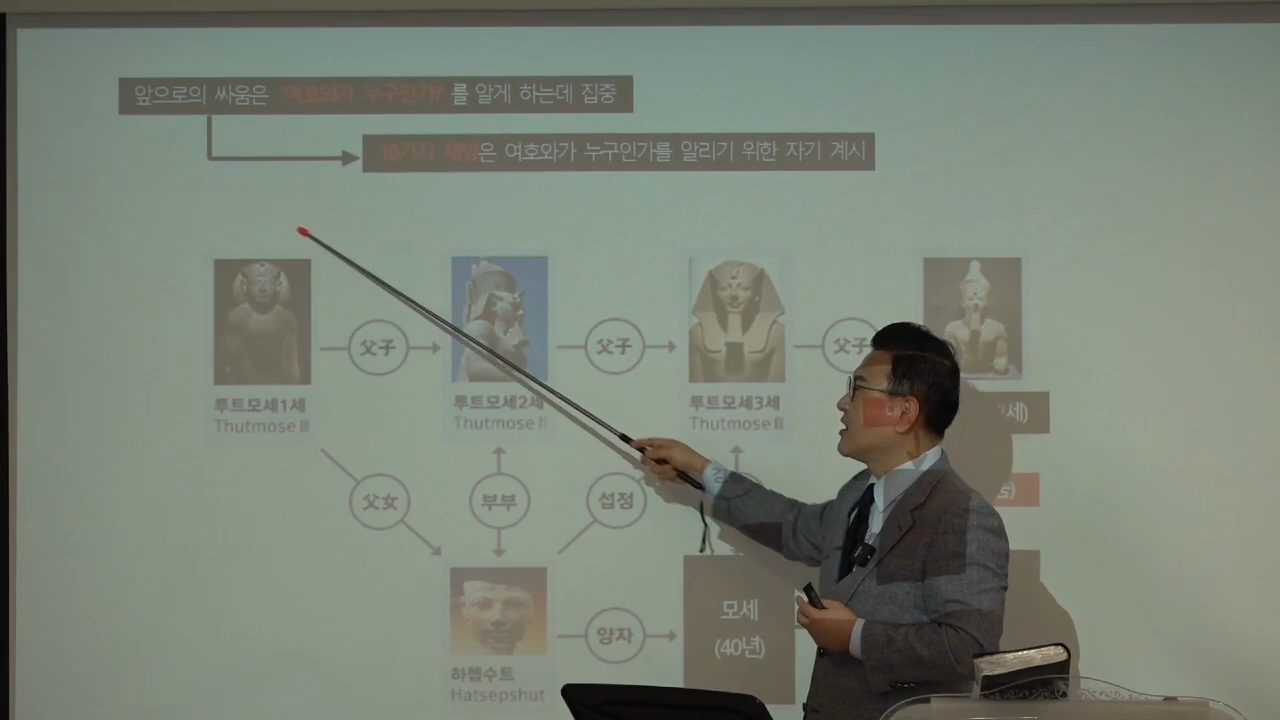 앞으로의 싸움은 '여호와가 누구인가?'를 알게 하는데 집중
10가지 재앙은 여호와가 누구인가를 알리기 위한 자기 계시
父子
父子
父子
투트모세1세
투트모세2세
투트모세3세
세)
Thutmose Ⅲ
Thutmose Ⅱ
Thutmose Ⅲ
父女
부부
섭정
모세
(40년)
양자
하햅수트
Hatsepshut